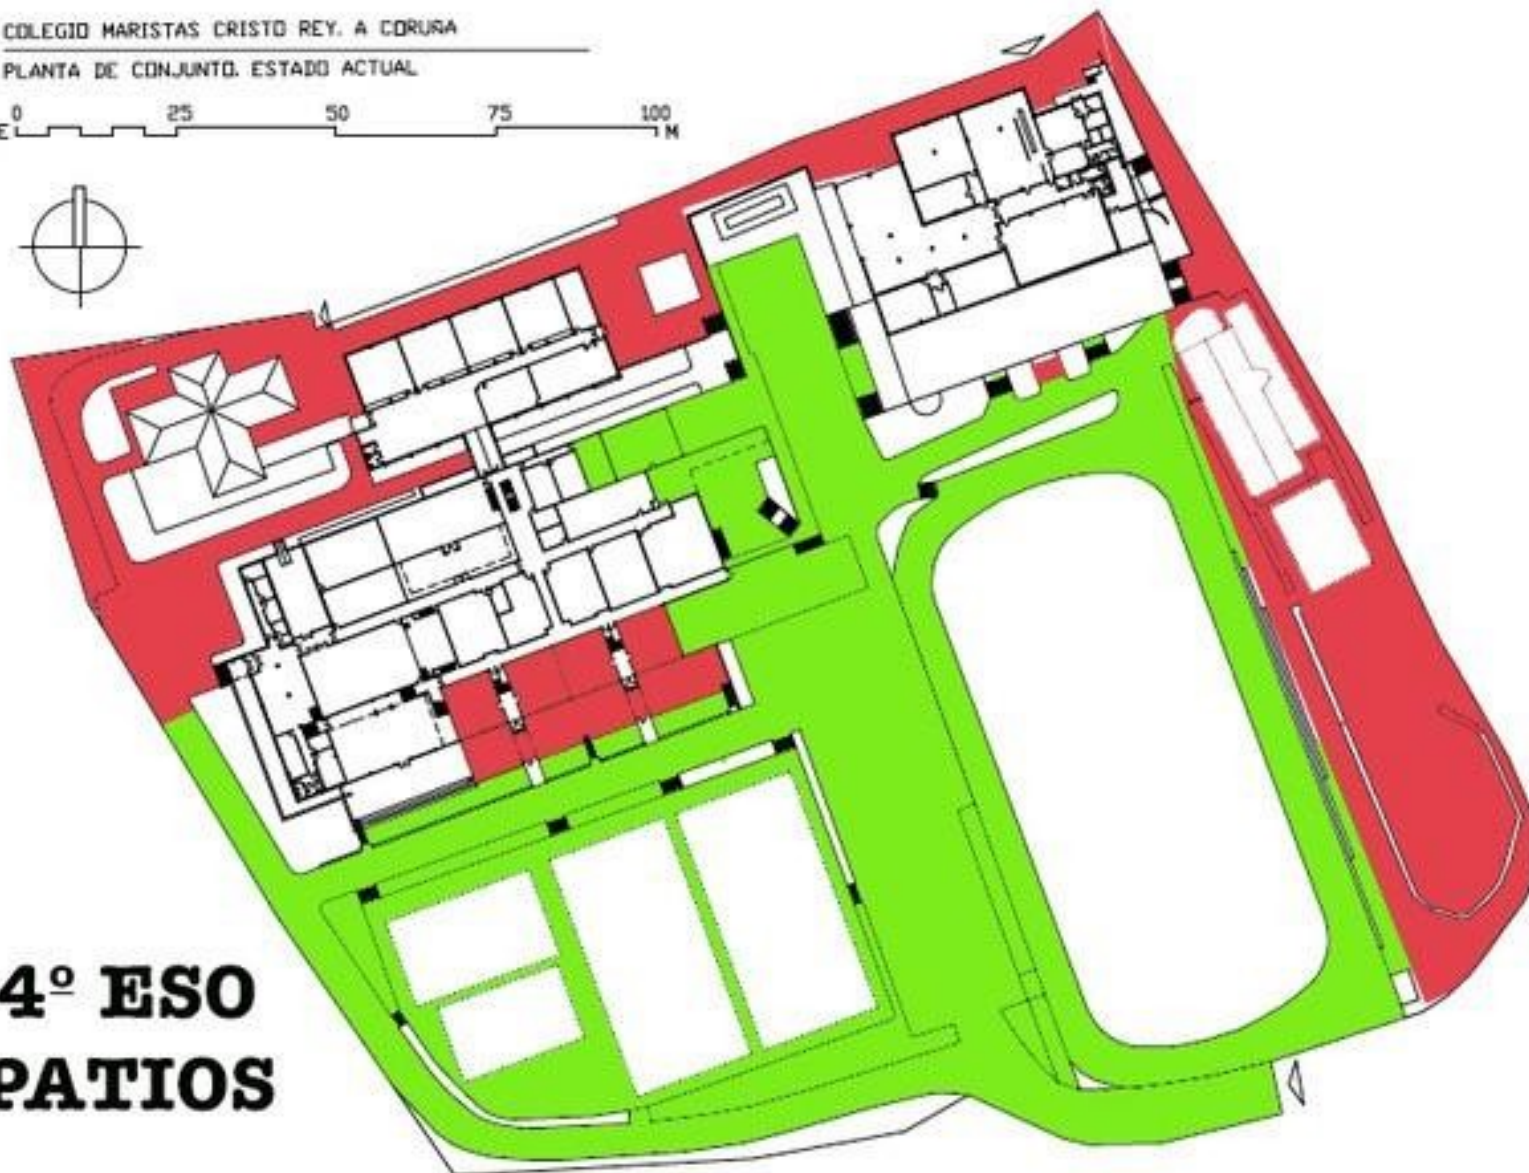 COLEGIO MARISTAS CRISTO REY. A CORUÑA
PLANTA DE CONJUNTO. ESTADO ACTUAL
E 0 25 50 75 100 M
4º ESO
PATIOS